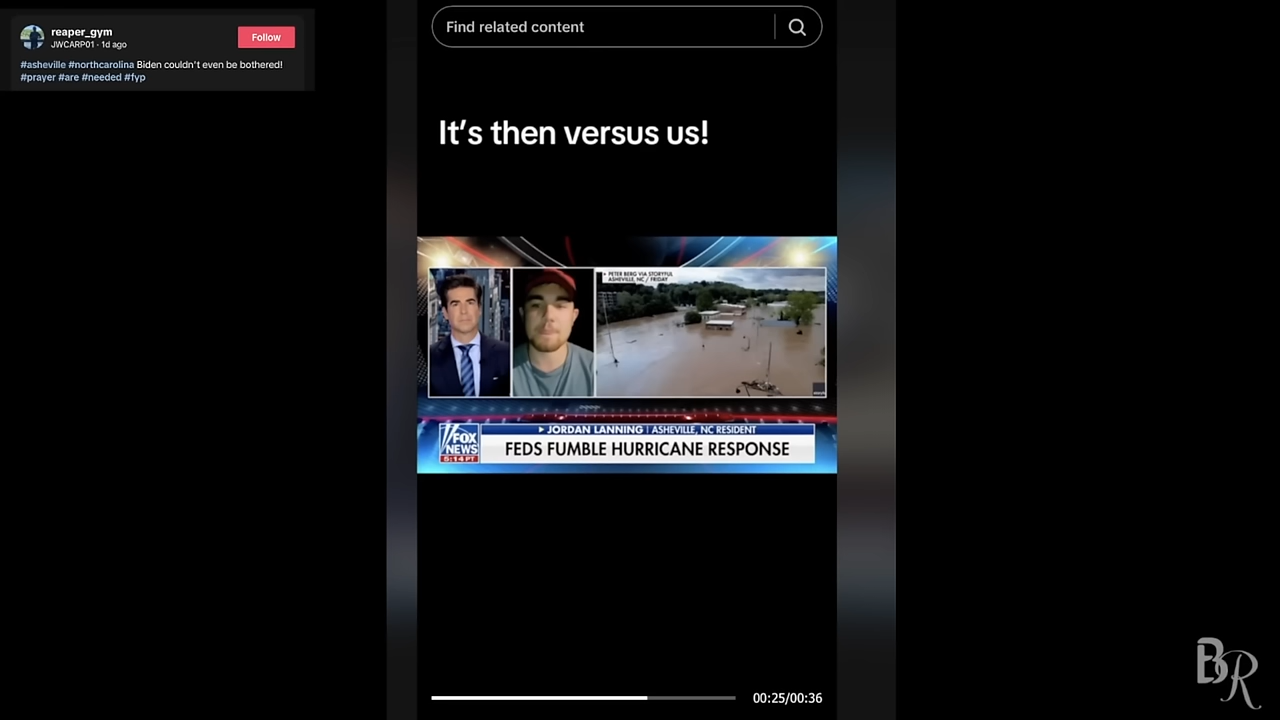 reaper_gym
JWCARP01 · 1d ago
Follow
#asheville #northcarolina Biden couldn't even be bothered!
#prayer #are #needed #fyp
Find related content
It's then versus us!
PETER BERG VIA STORYFUL
ASHEVILLE, NC / FRIDAY
JORDAN LANNING | ASHEVILLE, NC RESIDENT
FOX
NEWS
5:14 PT
FEDS FUMBLE HURRICANE RESPONSE
00:25/00:36
BR